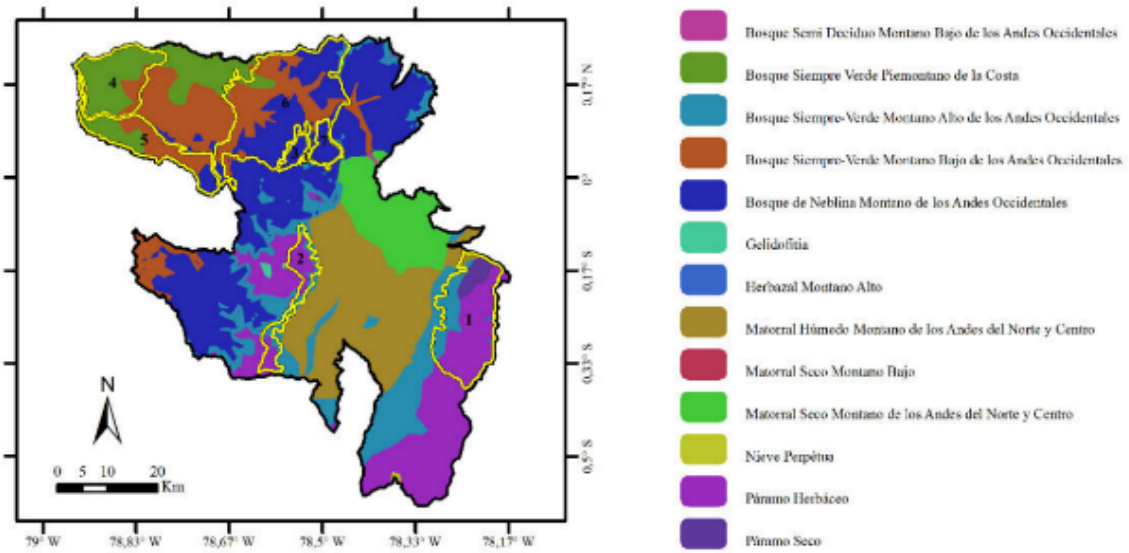 Bosque Semi Deciduo Montano Bajo de los Andes Occidentales
Bosque Siempre Verde Piemontano de la Costa
Bosque Siempre-Verde Montano Alto de los Andes Occidentales
Bosque Siempre-Verde Montano Bajo de los Andes Occidentales
Bosque de Neblina Montano de los Andes Occidentales
Gelidofitia
Herbazal Montano Alto
Matorral Húmedo Montano de los Andes del Norte y Centro
Matorral Seco Montano Bajo
Matorral Seco Montano de los Andes del Norte y Centro
Nieve Perpétua
Páramo Herbáceo
Páramo Seco
4
6
5
3
7
2
1
N
0 5 10 20
Km
0,17° N
0°
0,17° S
0,33° S
0,5° S
79° W 78,83° W 78,67° W 78,5° W 78,33° W 78,17° W